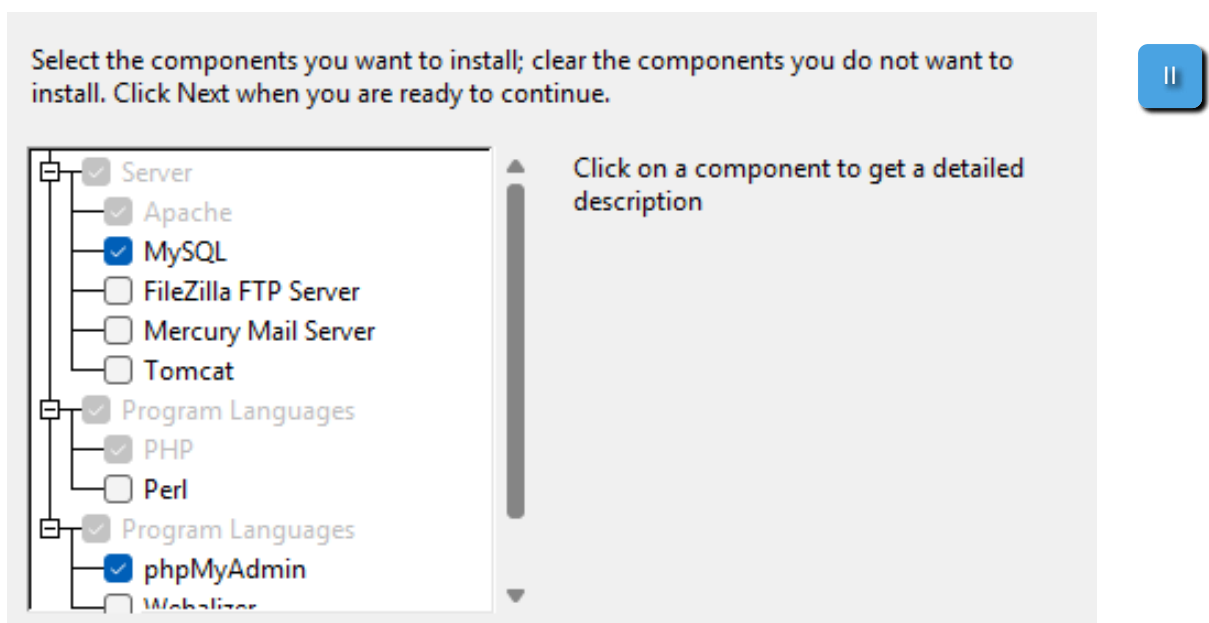 Select the components you want to install; clear the components you do not want to
install. Click Next when you are ready to continue.
II
Server
Apache
MySQL
FileZilla FTP Server
Mercury Mail Server
Tomcat
Program Languages
PHP
Perl
Program Languages
phpMyAdmin
Webalizer
Click on a component to get a detailed
description